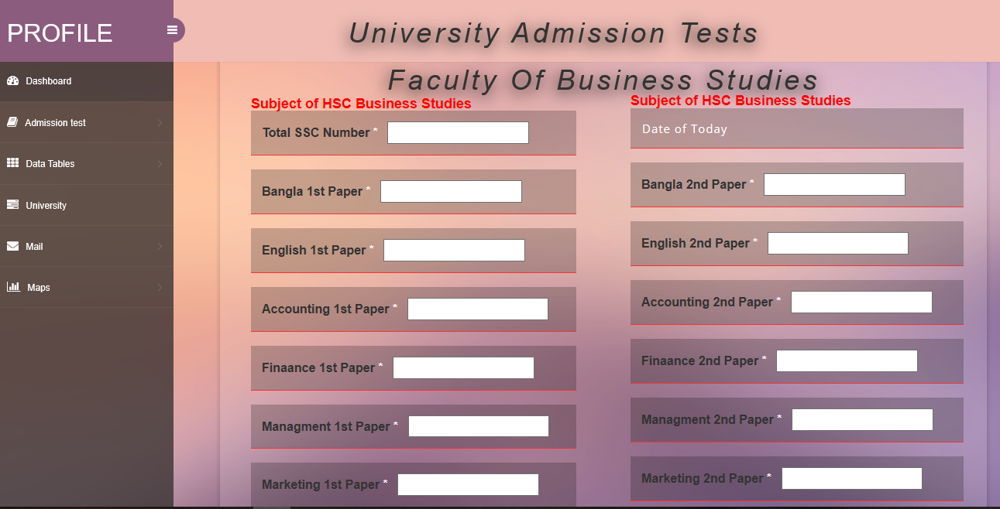 PROFILE
University Admission Tests
Dashboard
Admission test
Data Tables
University
Mail
Maps
Faculty Of Business Studies
Subject of HSC Business Studies
Total SSC Number *
Bangla 1st Paper *
English 1st Paper *
Accounting 1st Paper *
Finaance 1st Paper *
Managment 1st Paper *
Marketing 1st Paper *
Subject of HSC Business Studies
Date of Today
Bangla 2nd Paper *
English 2nd Paper *
Accounting 2nd Paper *
Finaance 2nd Paper *
Managment 2nd Paper *
Marketing 2nd Paper *